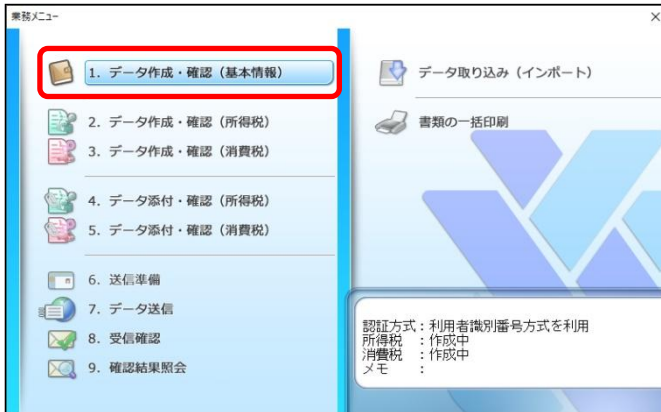 業務メニュー
1. データ作成・確認（基本情報）
2. データ作成・確認（所得税）
3. データ作成・確認（消費税）
4. データ添付・確認（所得税）
5. データ添付・確認（消費税）
6. 送信準備
7. データ送信
8. 受信確認
9. 確認結果照会
データ取り込み（インポート）
書類の一括印刷
認証方式：利用者識別番号方式を利用
所得税　：作成中
消費税　：作成中
メモ　　：